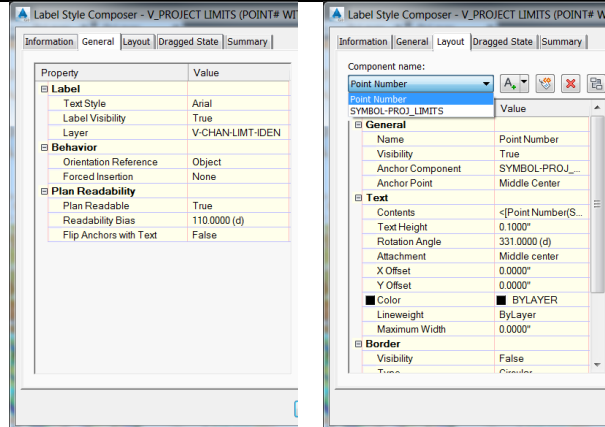 Label Style Composer - V_PROJECT LIMITS (POINT# WI
Information General Layout Dragged State Summary
Property Value
Label
Text Style Arial
Label Visibility True
Layer V-CHAN-LIMT-IDEN
Behavior
Orientation Reference Object
Forced Insertion None
Plan Readability
Plan Readable True
Readability Bias 110.0000 (d)
Flip Anchors with Text False
Label Style Composer - V_PROJECT LIMITS (POINT# W
Information General Layout Dragged State Summary
Component name:
Point Number
Point Number
SYMBOL-PROJ_LIMITS
Value
General
Name Point Number
Visibility True
Anchor Component SYMBOL-PROJ_...
Anchor Point Middle Center
Text
Contents <[Point Number(S...
Text Height 0.1000"
Rotation Angle 331.0000 (d)
Attachment Middle center
X Offset 0.0000"
Y Offset 0.0000"
Color BYLAYER
Lineweight ByLayer
Maximum Width 0.0000"
Border
Visibility False